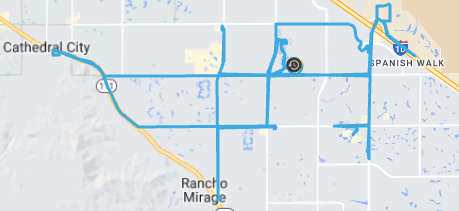 Cathedral City
10
SPANISH WALK
111
Rancho
Mirage